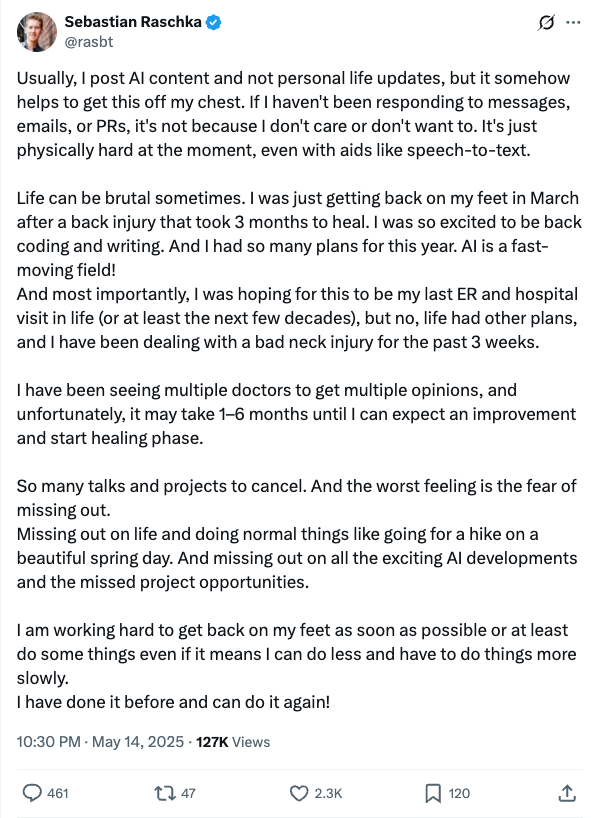 Sebastian Raschka
@rasbt
Usually, I post AI content and not personal life updates, but it somehow
helps to get this off my chest. If I haven't been responding to messages,
emails, or PRs, it's not because I don't care or don't want to. It's just
physically hard at the moment, even with aids like speech-to-text.
Life can be brutal sometimes. I was just getting back on my feet in March
after a back injury that took 3 months to heal. I was so excited to be back
coding and writing. And I had so many plans for this year. AI is a fast-
moving field!
And most importantly, I was hoping for this to be my last ER and hospital
visit in life (or at least the next few decades), but no, life had other plans,
and I have been dealing with a bad neck injury for the past 3 weeks.
I have been seeing multiple doctors to get multiple opinions, and
unfortunately, it may take 1–6 months until I can expect an improvement
and start healing phase.
So many talks and projects to cancel. And the worst feeling is the fear of
missing out.
Missing out on life and doing normal things like going for a hike on a
beautiful spring day. And missing out on all the exciting AI developments
and the missed project opportunities.
I am working hard to get back on my feet as soon as possible or at least
do some things even if it means I can do less and have to do things more
slowly.
I have done it before and can do it again!
10:30 PM · May 14, 2025 · 127K Views
461 47 2.3K 120